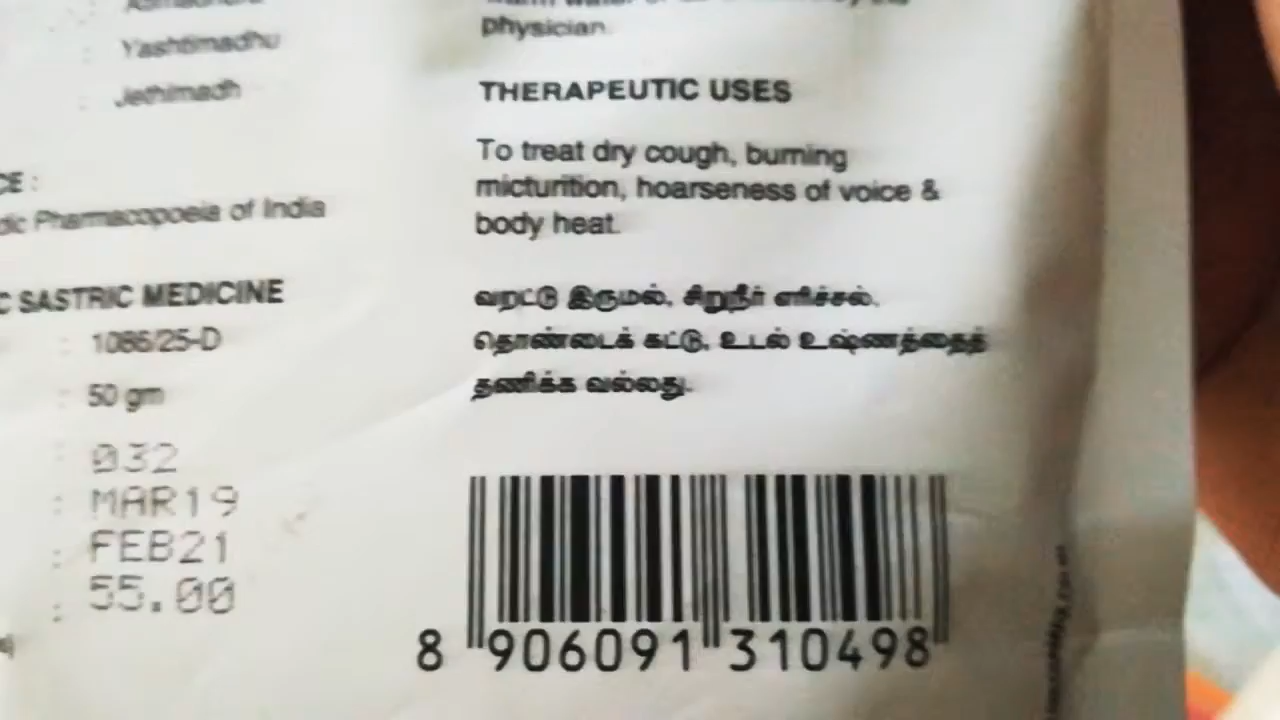 Yashtimadhu
Jethimadh
CE :
dic Pharmacopoeia of India
C SASTRIC MEDICINE
: 1086/25-D
: 50 gm
: 032
: MAR19
: FEB21
: 55.00
physician.
THERAPEUTIC USES
To treat dry cough, burning
micturition, hoarseness of voice &
body heat.
வறட்டு இருமல், சிறுநீர் எரிச்சல்,
தொண்டைக் கட்டு, உடல் உஷ்ணத்தைத்
தணிக்க வல்லது.
8 906091 310498